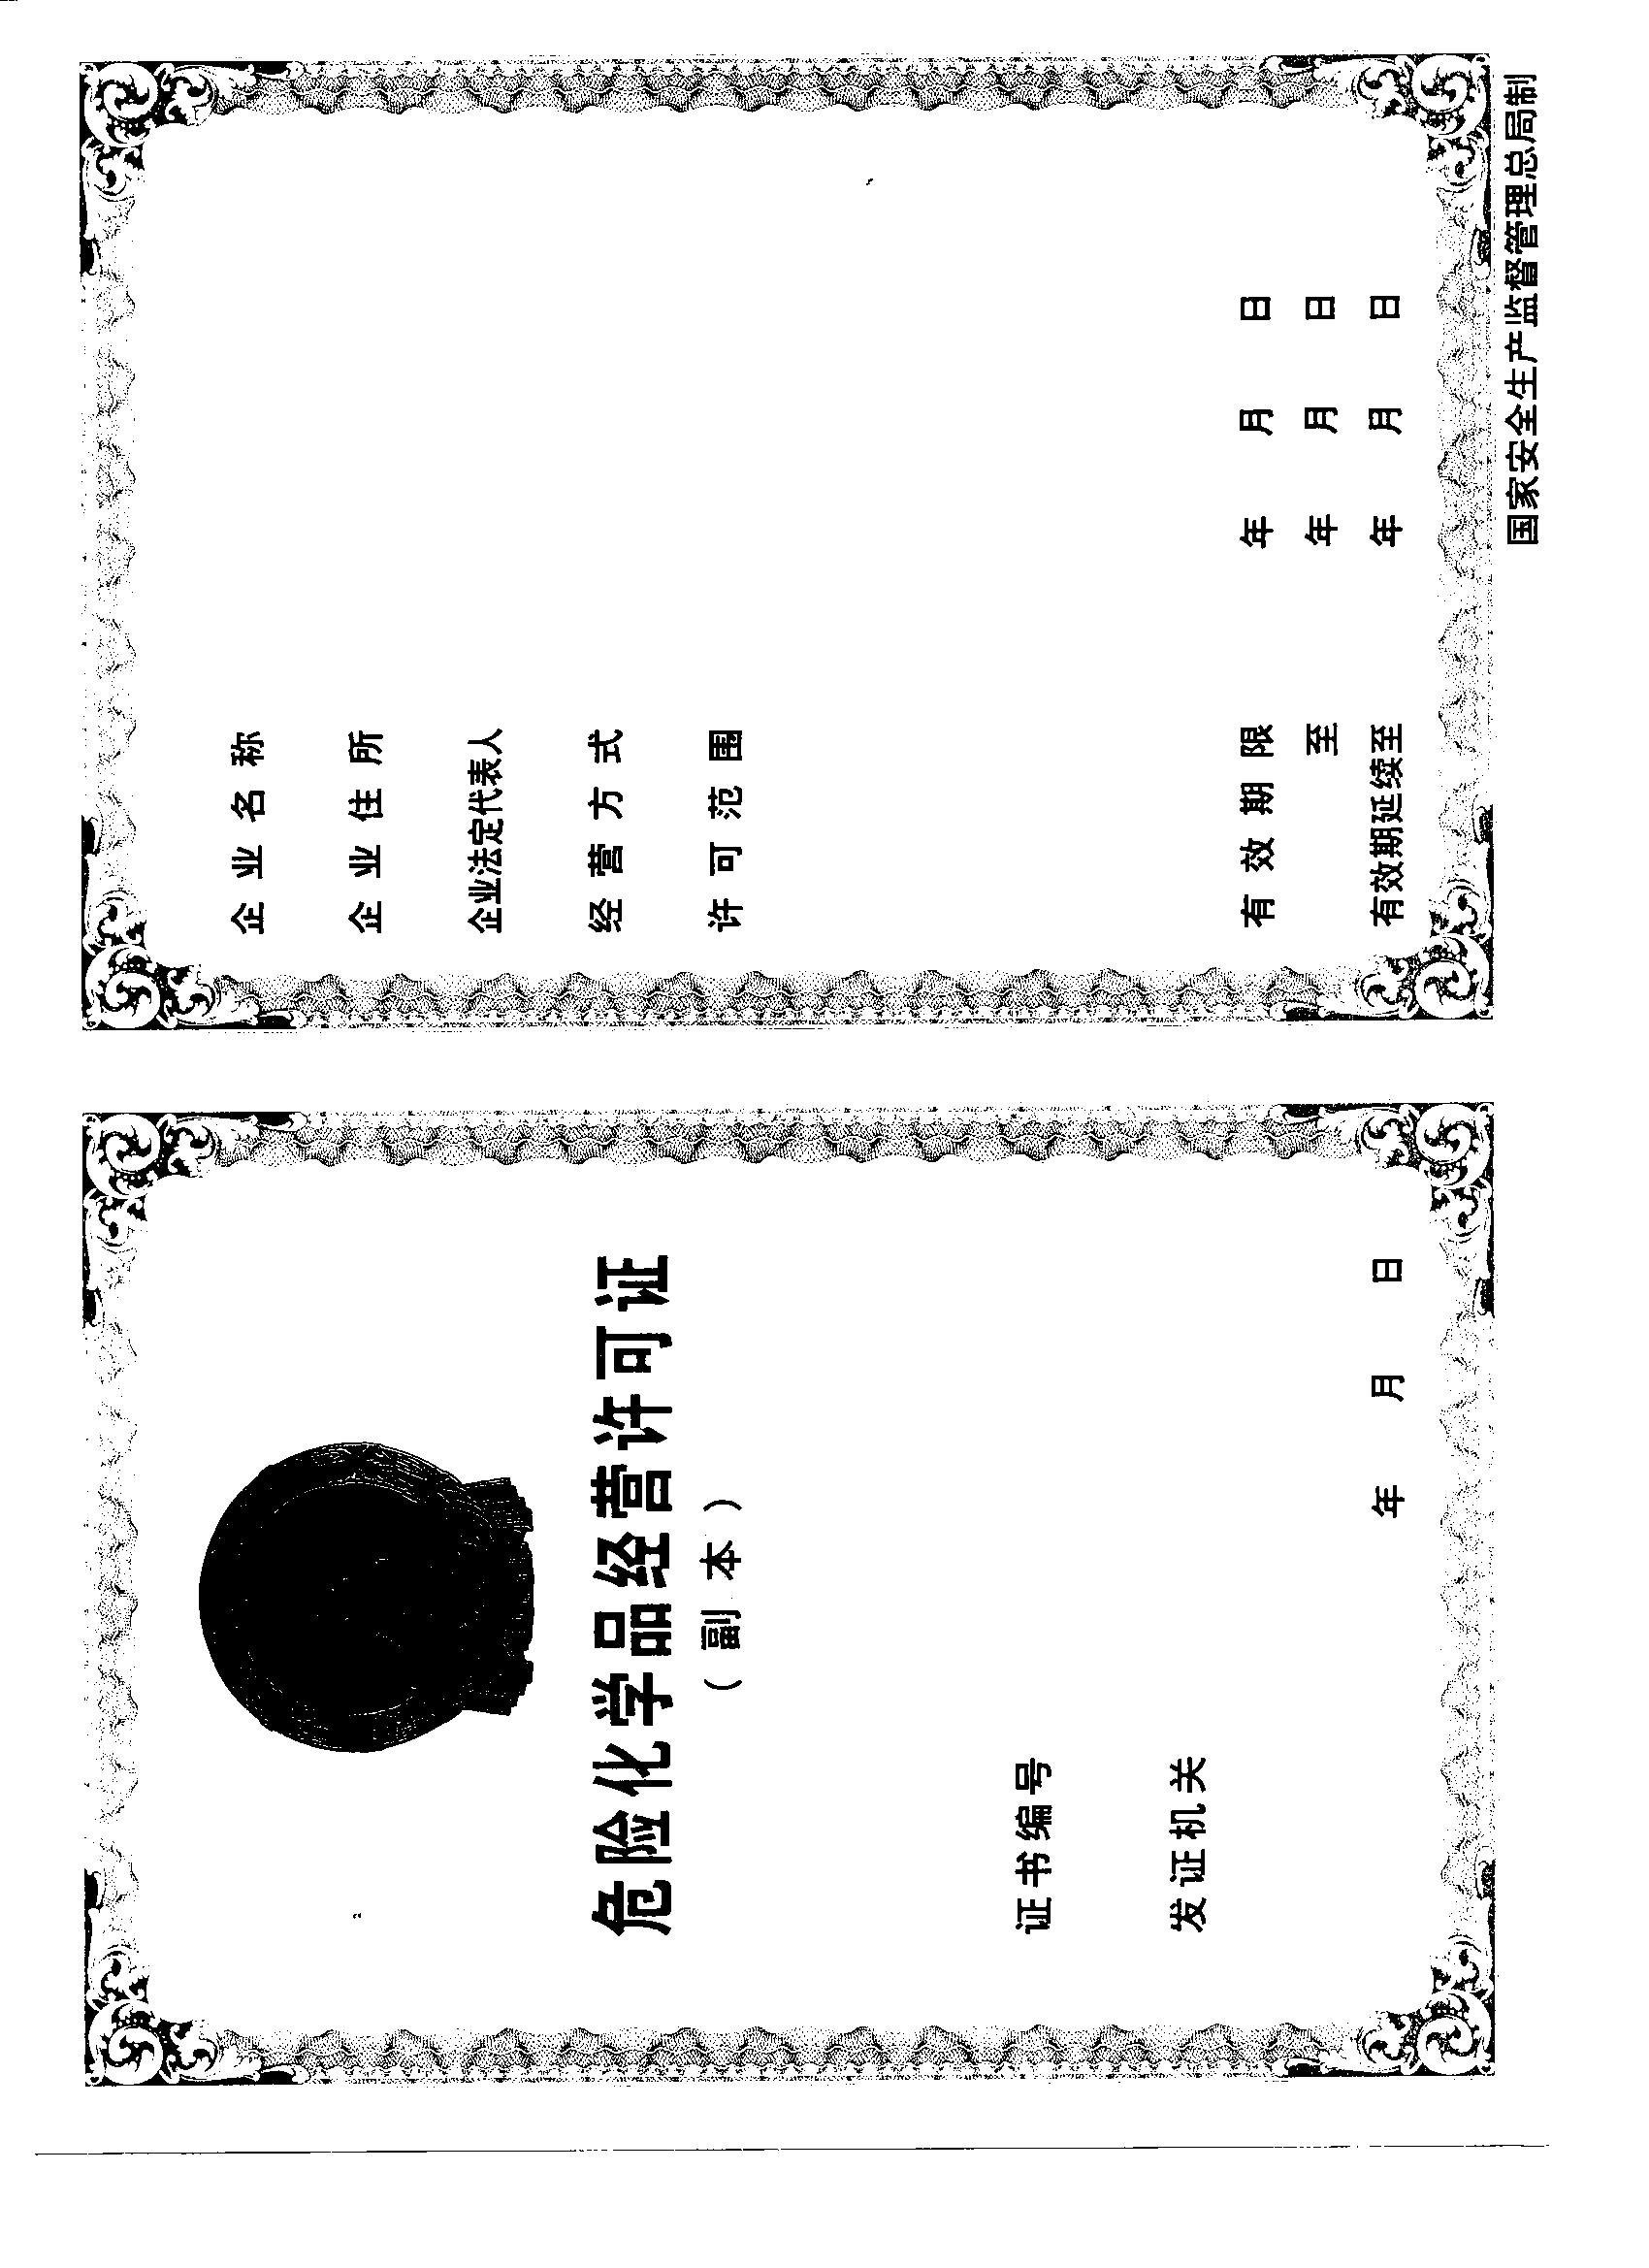 危险化学品经营许可证
（副本）
证书编号
发证机关
年 月 日
企业名称
企业住所
企业法定代表人
经营方式
许可范围
有效期限 年 月 日
至 年 月 日
有效期延续至 年 月 日
国家安全生产监督管理总局制